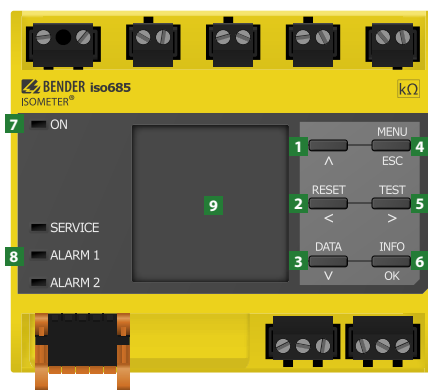 BENDER iso685
ISOMETER®
kΩ
7 ON
MENU
1 4
ESC
RESET TEST
9
2 5
< >
SERVICE
8 ALARM 1
DATA INFO
3 6
OK
ALARM 2